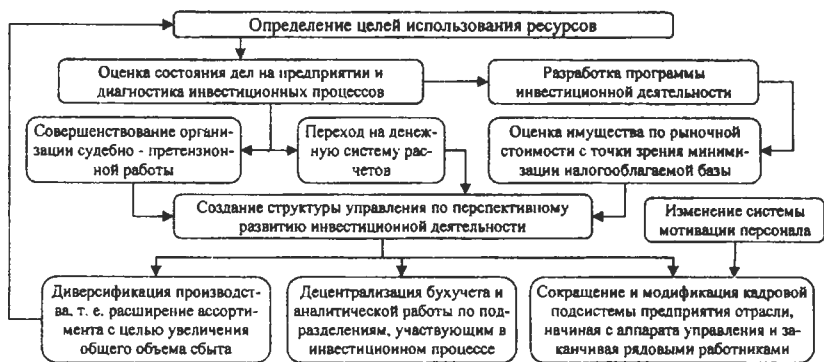 Определение целей использования ресурсов
Оценка состояния дел на предприятии и
диагностика инвестиционных процессов
Разработка программы
инвестиционной деятельности
Совершенствование органи-
зации судебно - претензион-
ной работы
Переход на денеж-
ную систему рас-
четов
Оценка имущества по рыночной
стоимости с точки зрения миними-
зации налогооблагаемой базы
Создание структуры управления по перспективному
развитию инвестиционной деятельности
Изменение системы
мотивации персонала
Диверсификация производст-
ва, т. е. расширение ассорти-
мента с целью увеличения
общего объема сбыта
Децентрализация бухучета и
аналитической работы по по-
дразделениям, участвующим в
инвестиционном процессе
Сокращение и модификация кадровой
подсистемы предприятия отрасли,
начиная с аппарата управления и за-
канчивая рядовыми работниками